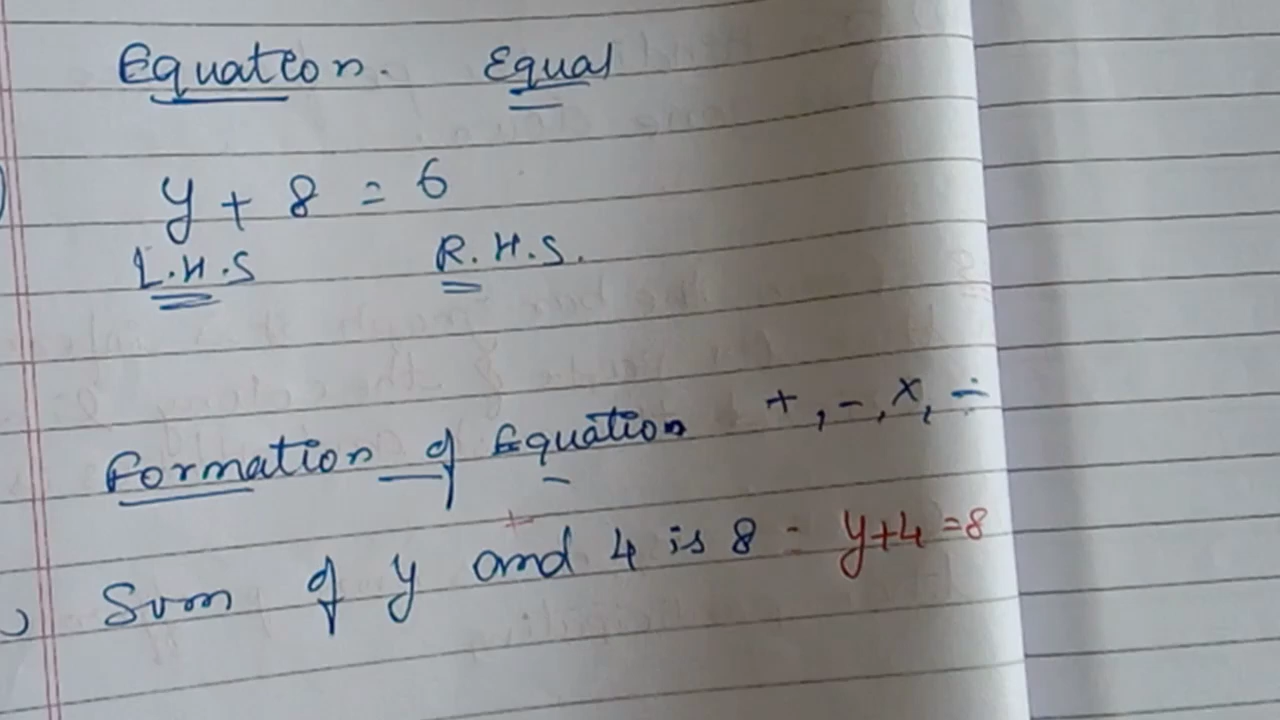 Equation. Equal
y + 8 = 6
L.H.S R.H.S.
Formation of Equation +, -, x, ÷
+
Sum of y and 4 is 8 - y+4=8